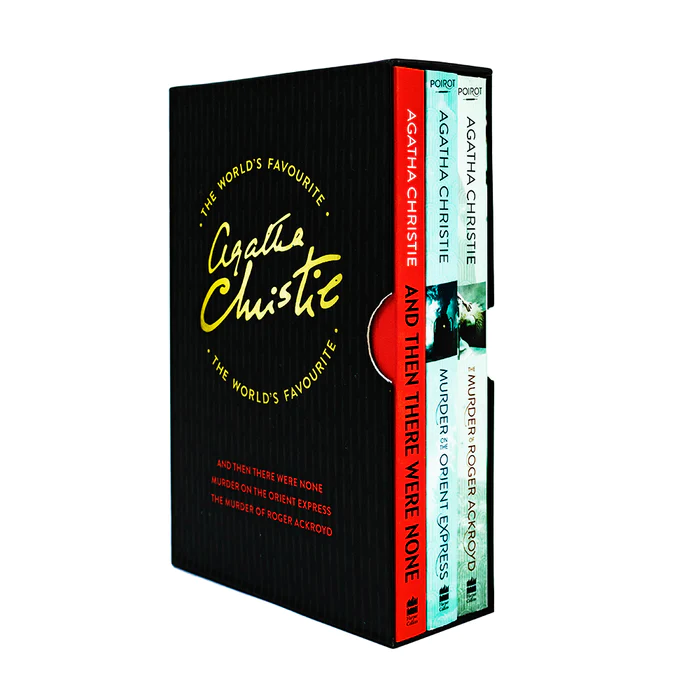 THE WORLD'S FAVOURITE
Agatha
Christie
THE WORLD'S FAVOURITE
AND THEN THERE WERE NONE
MURDER ON THE ORIENT EXPRESS
THE MURDER OF ROGER ACKROYD
AGATHA CHRISTIE AND THEN THERE WERE NONE
POIROT
AGATHA CHRISTIE MURDER ON THE ORIENT EXPRESS
POIROT
AGATHA CHRISTIE THE MURDER OF ROGER ACKROYD